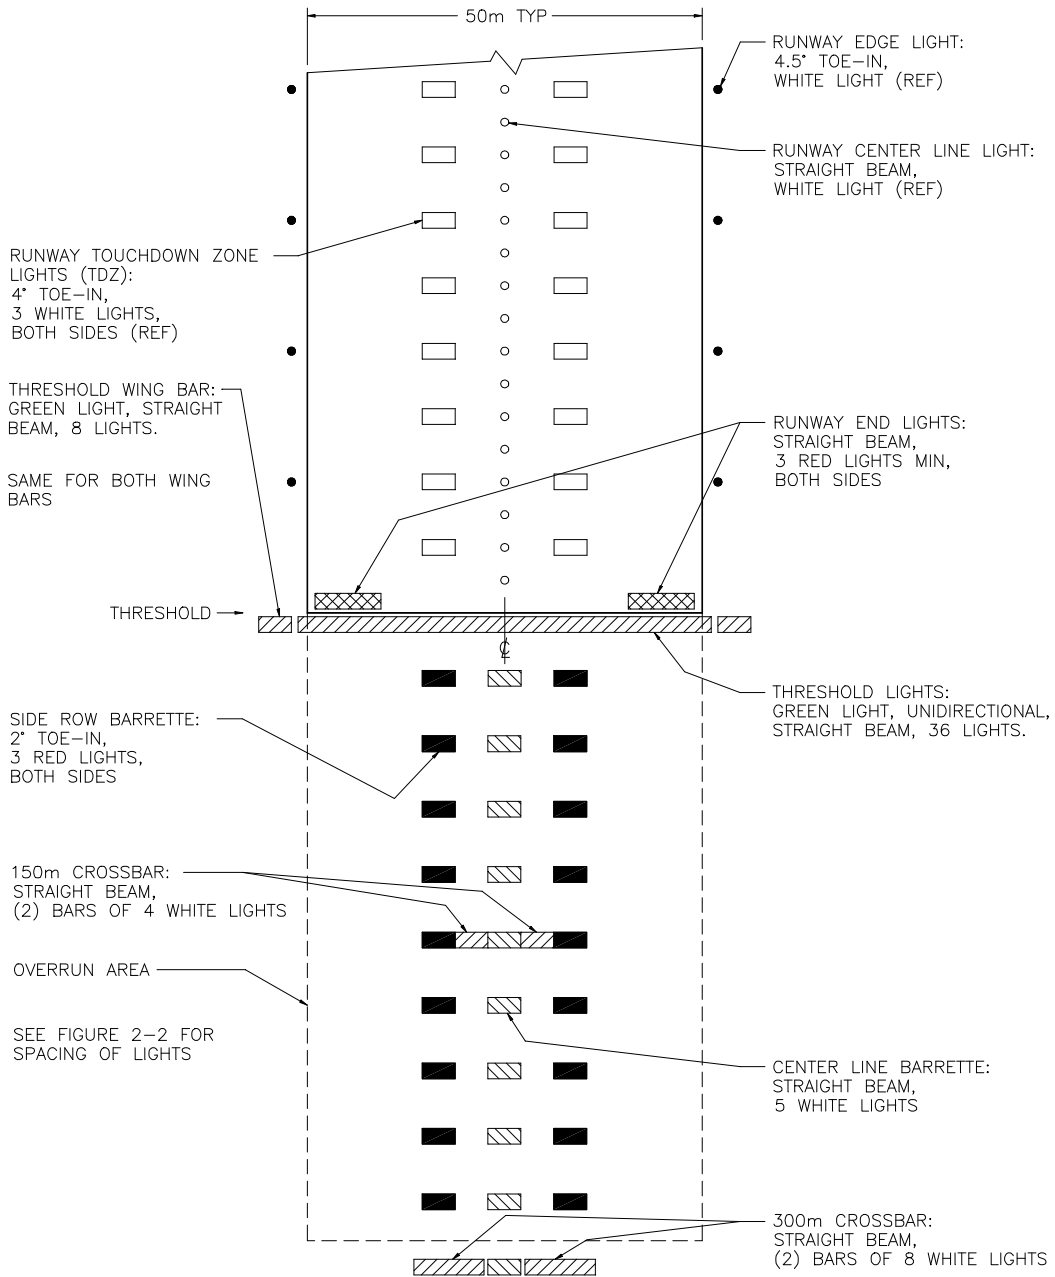 50m TYP
RUNWAY EDGE LIGHT:
4.5° TOE-IN,
WHITE LIGHT (REF)
RUNWAY CENTER LINE LIGHT:
STRAIGHT BEAM,
WHITE LIGHT (REF)
RUNWAY TOUCHDOWN ZONE
LIGHTS (TDZ):
4° TOE-IN,
3 WHITE LIGHTS,
BOTH SIDES (REF)
THRESHOLD WING BAR:
GREEN LIGHT, STRAIGHT
BEAM, 8 LIGHTS.
SAME FOR BOTH WING
BARS
RUNWAY END LIGHTS:
STRAIGHT BEAM,
3 RED LIGHTS MIN,
BOTH SIDES
THRESHOLD
℄
THRESHOLD LIGHTS:
GREEN LIGHT, UNIDIRECTIONAL,
STRAIGHT BEAM, 36 LIGHTS.
SIDE ROW BARRETTE:
2° TOE-IN,
3 RED LIGHTS,
BOTH SIDES
150m CROSSBAR:
STRAIGHT BEAM,
(2) BARS OF 4 WHITE LIGHTS
OVERRUN AREA
SEE FIGURE 2-2 FOR
SPACING OF LIGHTS
CENTER LINE BARRETTE:
STRAIGHT BEAM,
5 WHITE LIGHTS
300m CROSSBAR:
STRAIGHT BEAM,
(2) BARS OF 8 WHITE LIGHTS